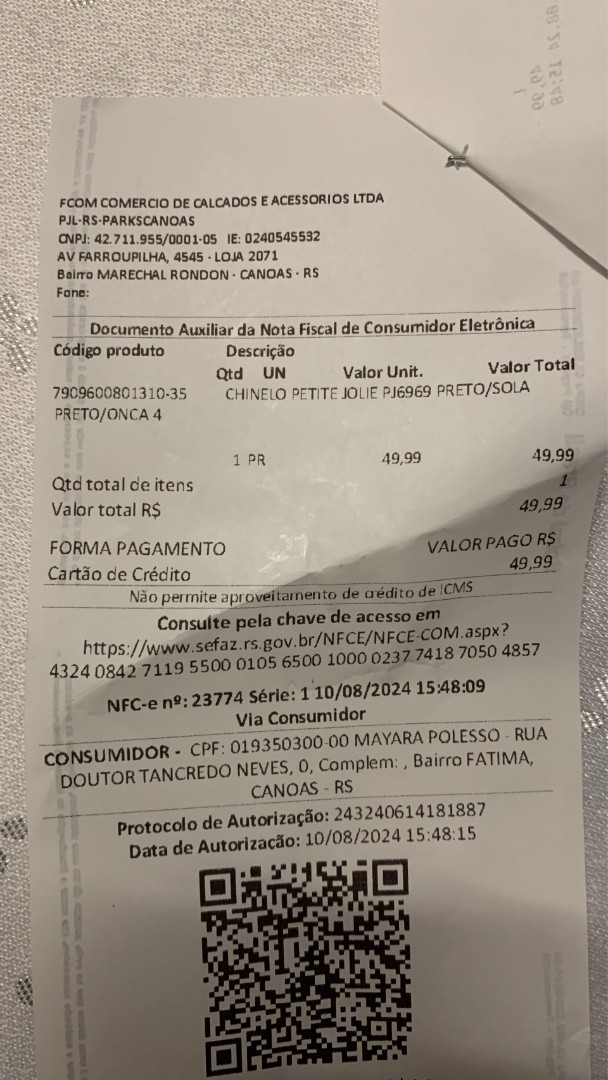 08.24 15:48
1
49,99
FCOM COMERCIO DE CALCADOS E ACESSORIOS LTDA
PJL-RS-PARKSCANOAS
CNPJ: 42.711.955/0001-05 IE: 0240545532
AV FARROUPILHA, 4545 - LOJA 2071
Bairro MARECHAL RONDON - CANOAS - RS
Fone:
Documento Auxiliar da Nota Fiscal de Consumidor Eletrônica
Código produto Descrição
Qtd UN Valor Unit. Valor Total
7909600801310-35 CHINELO PETITE JOLIE PJ6969 PRETO/SOLA
PRETO/ONCA 4
1 PR 49,99 49,99
Qtd total de itens 1
Valor total R$ 49,99
FORMA PAGAMENTO VALOR PAGO R$
Cartão de Crédito 49,99
Não permite aproveitamento de crédito de ICMS
Consulte pela chave de acesso em
https://www.sefaz.rs.gov.br/NFCE/NFCE-COM.aspx?
4324 0842 7119 5500 0105 6500 1000 0237 7418 7050 4857
NFC-e nº: 23774 Série: 1 10/08/2024 15:48:09
Via Consumidor
CONSUMIDOR - CPF: 019350300-00 MAYARA POLESSO - RUA
DOUTOR TANCREDO NEVES, 0, Complem: , Bairro FATIMA,
CANOAS - RS
Protocolo de Autorização: 243240614181887
Data de Autorização: 10/08/2024 15:48:15